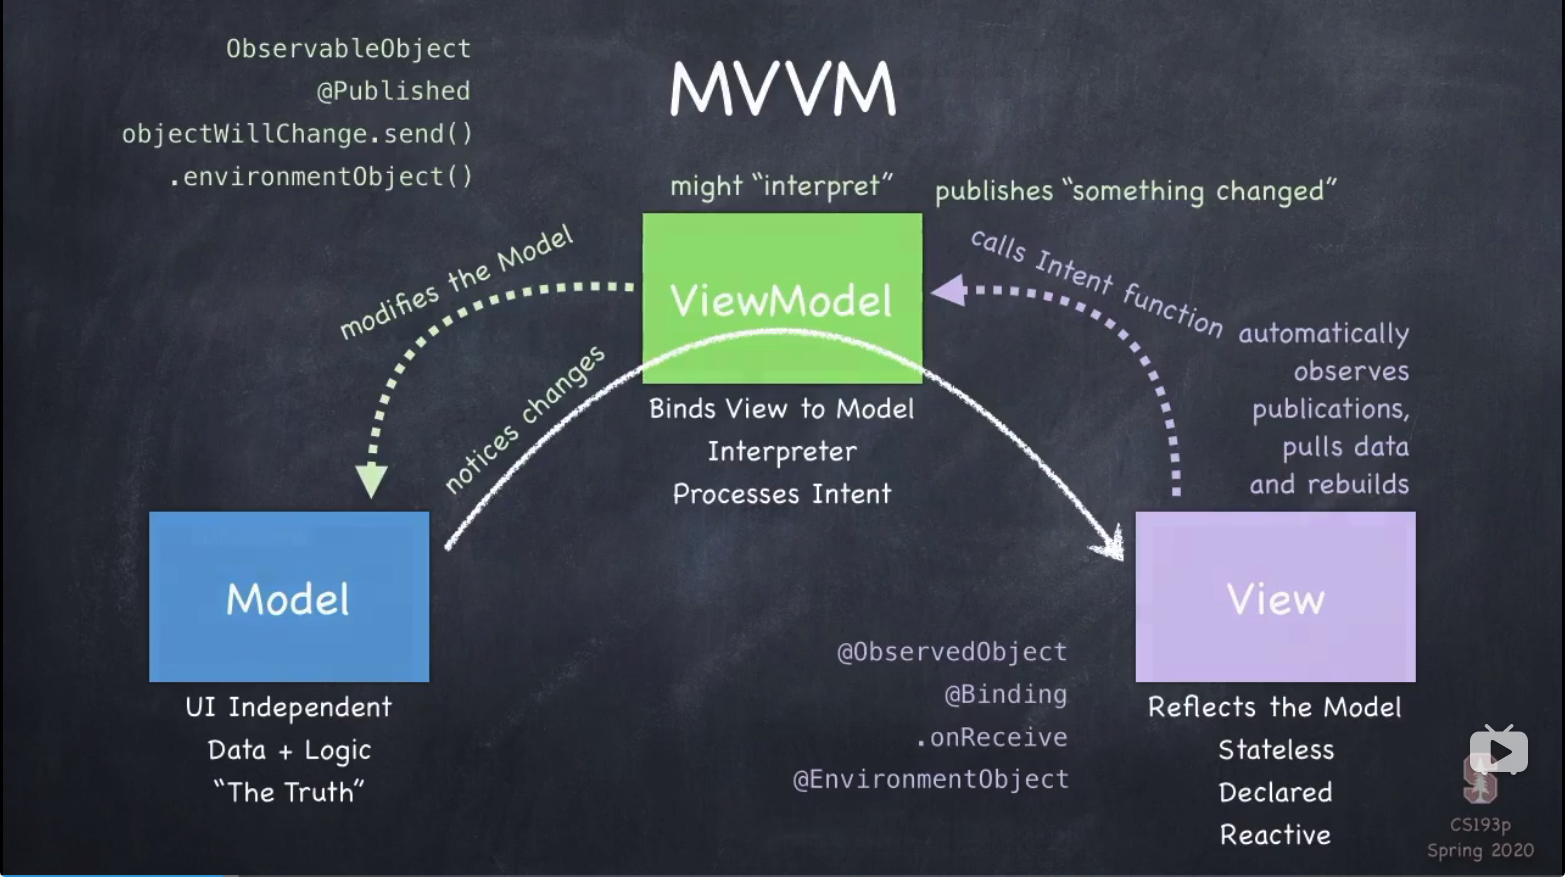 ObservableObject
@Published
objectWillChange.send()
.environmentObject()
MVVM
might “interpret”
publishes “something changed”
modifies the Model
notices changes
ViewModel
calls Intent function
automatically
observes
publications,
pulls data
and rebuilds
Binds View to Model
Interpreter
Processes Intent
Model
UI Independent
Data + Logic
“The Truth”
View
@ObservedObject
@Binding
.onReceive
@EnvironmentObject
Reflects the Model
Stateless
Declared
Reactive
CS193p
Spring 2020